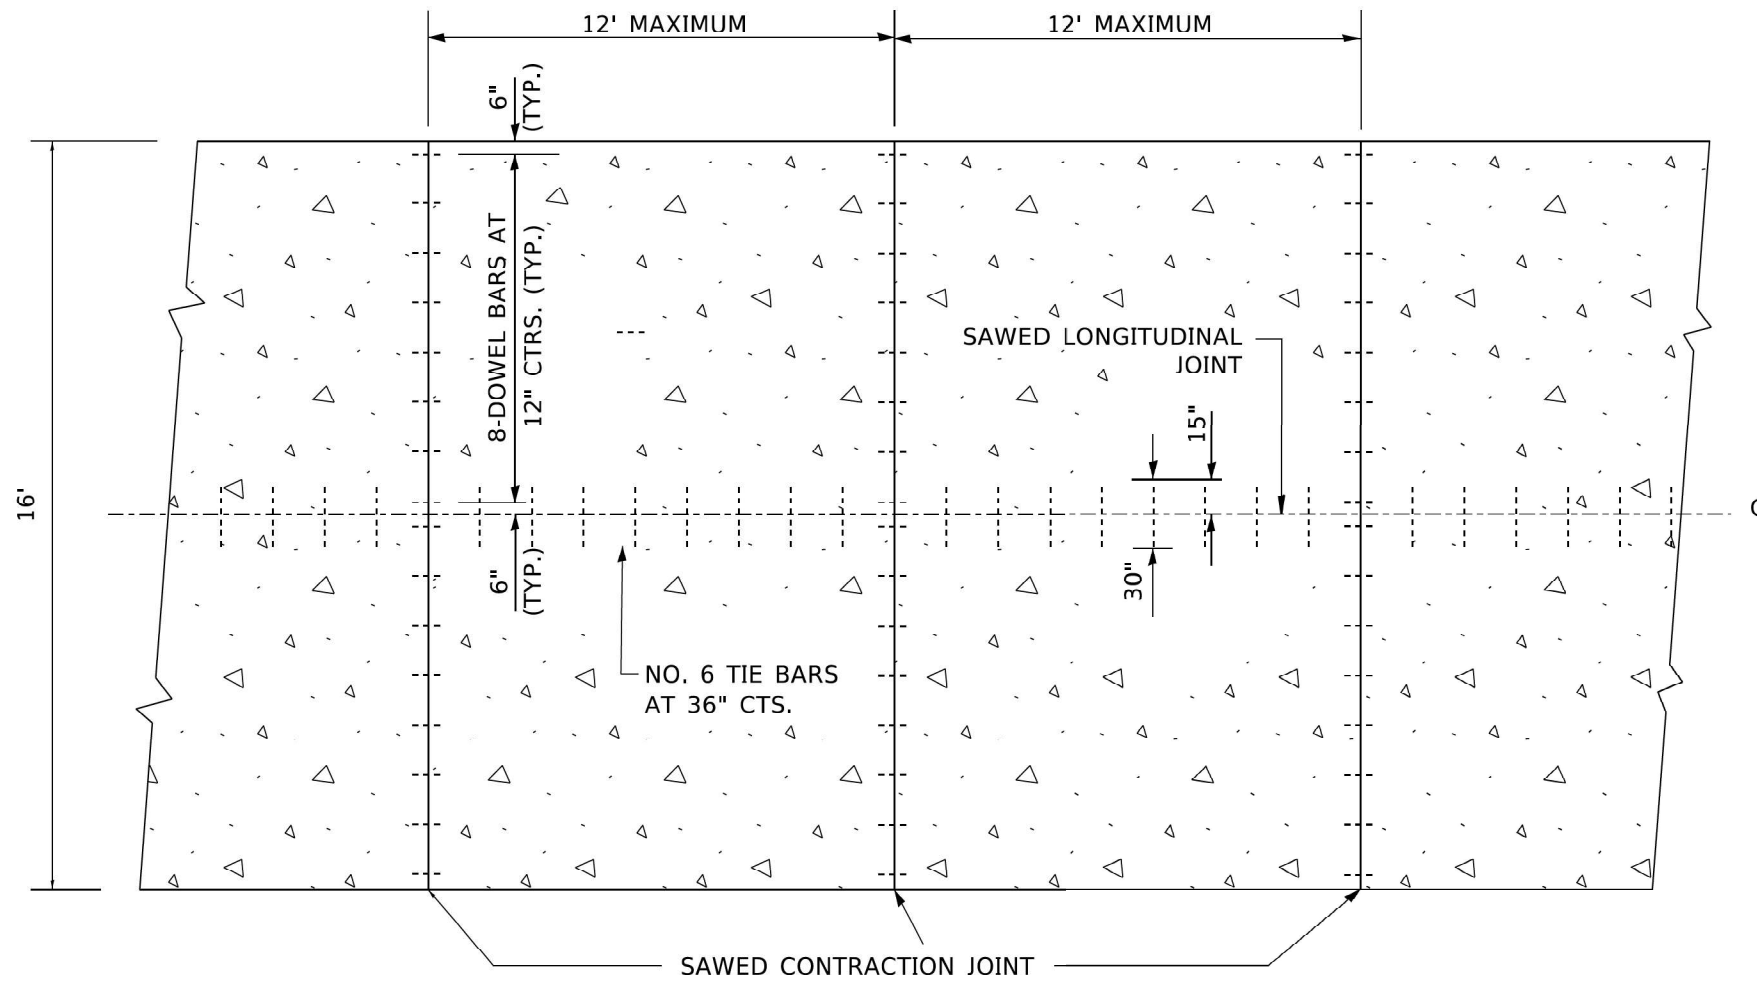 12' MAXIMUM
12' MAXIMUM
6"
(TYP.)
8-DOWEL BARS AT
12" CTRS. (TYP.)
SAWED LONGITUDINAL
JOINT
15"
16'
6"
(TYP.)
30"
NO. 6 TIE BARS
AT 36" CTS.
SAWED CONTRACTION JOINT